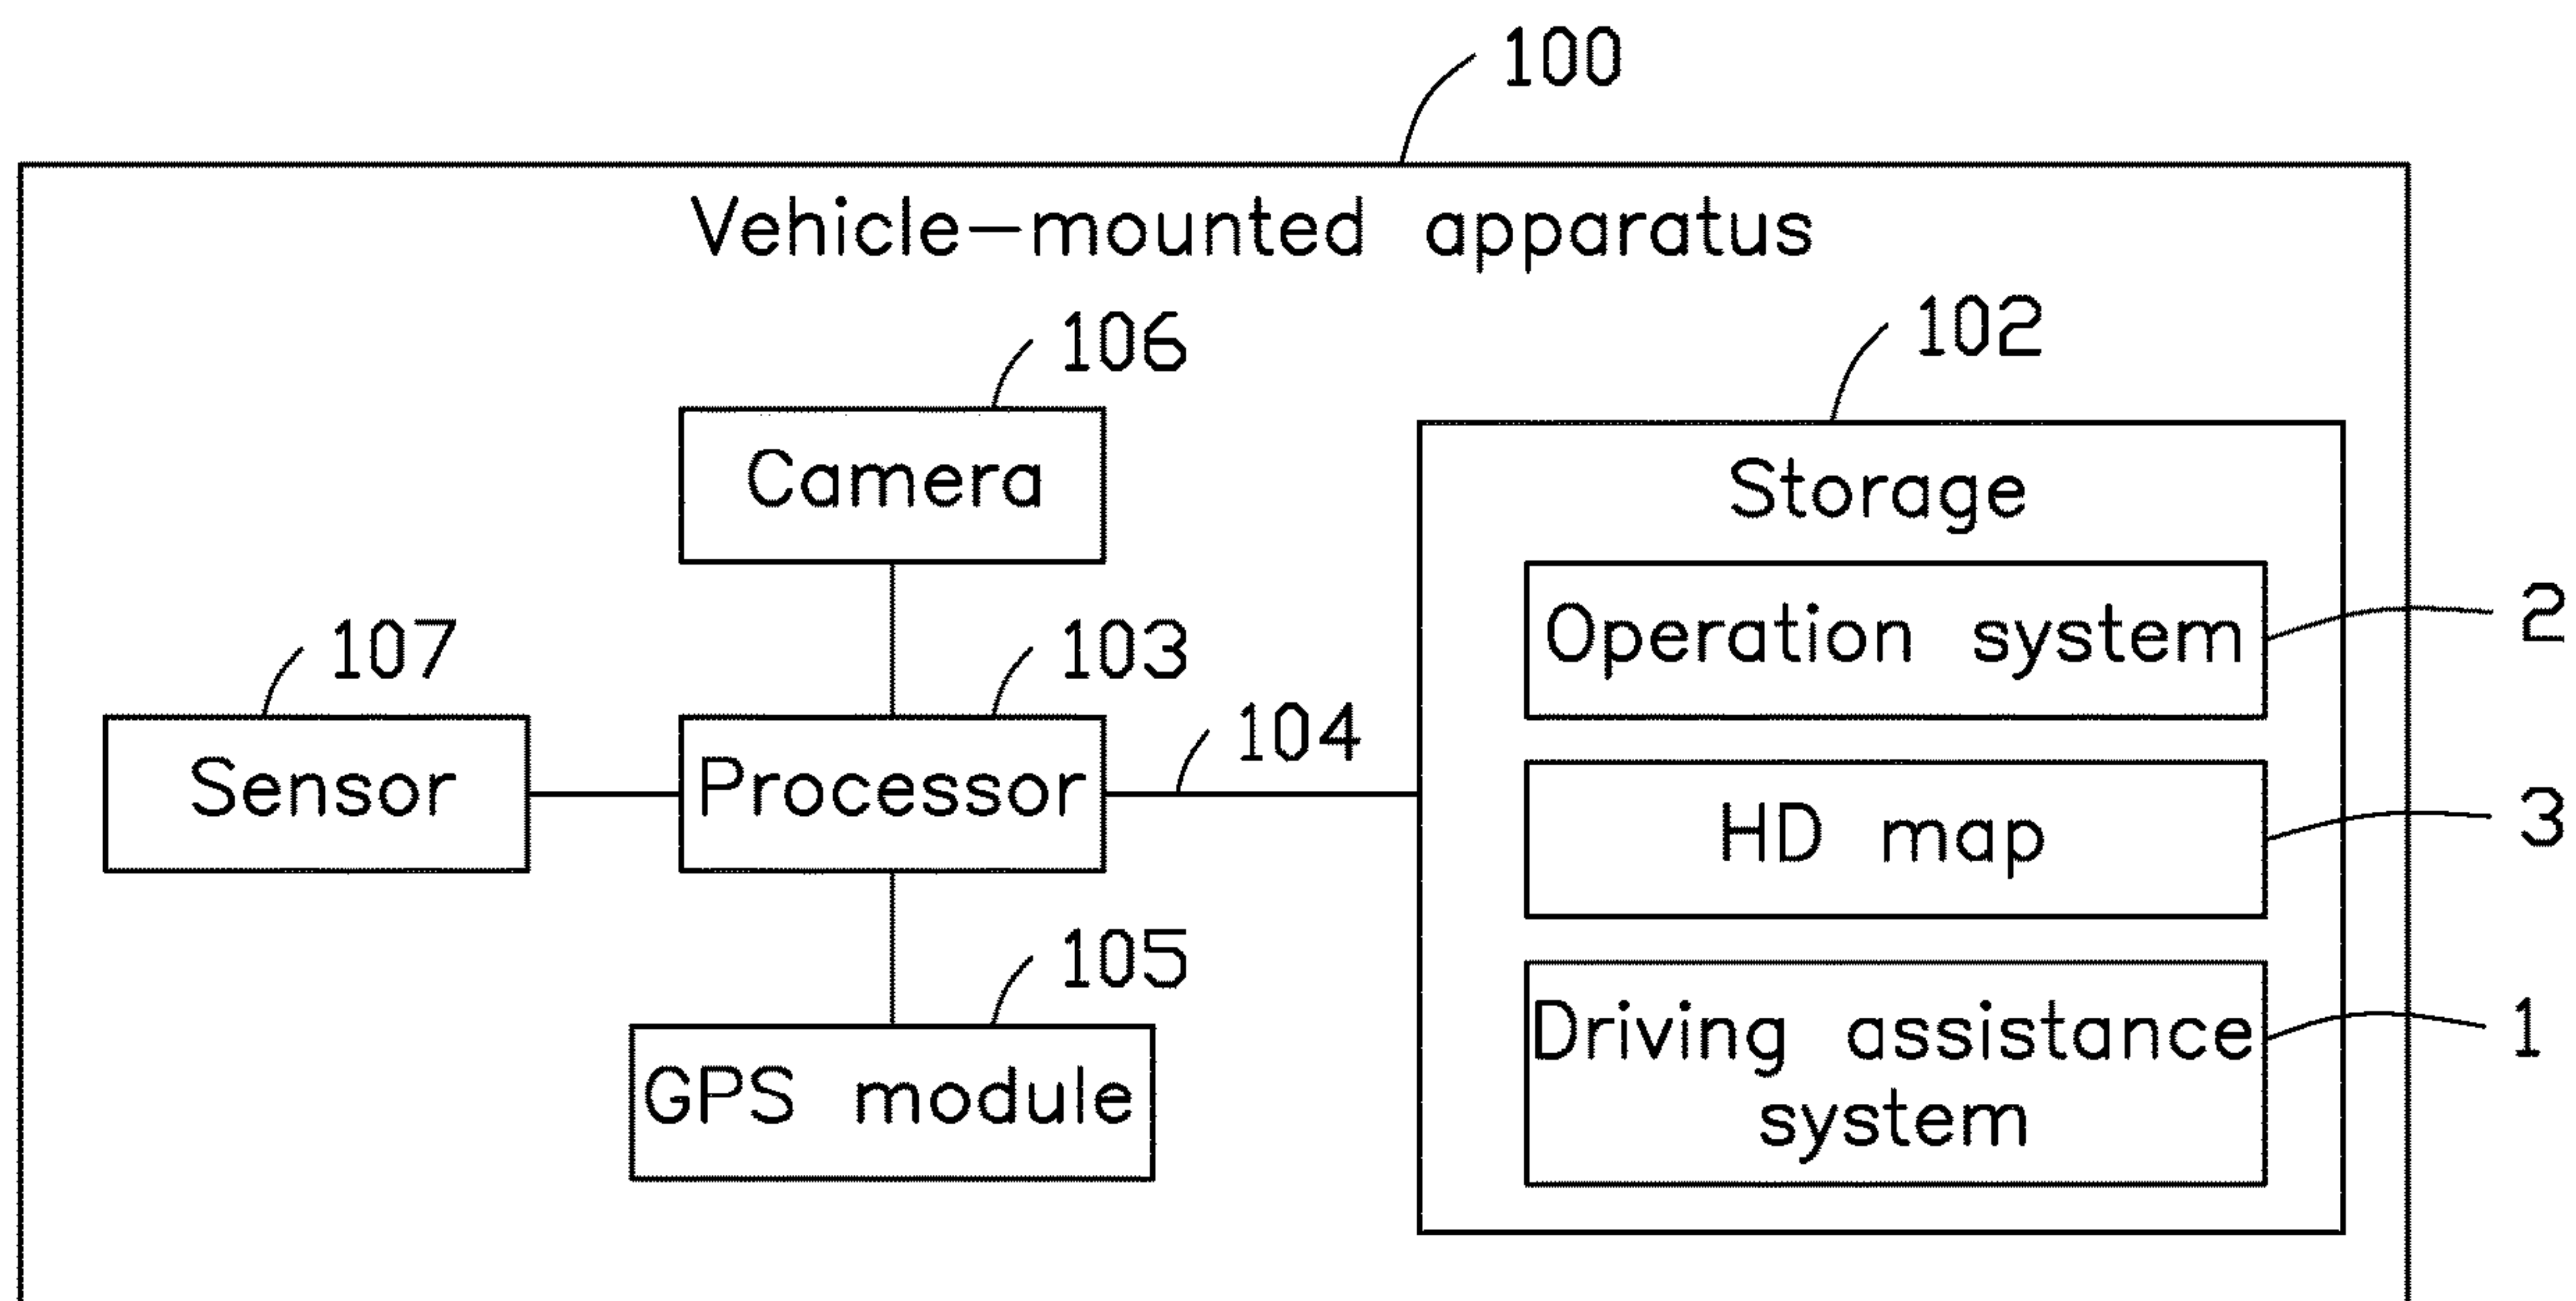 100
Vehicle-mounted apparatus
106
102
Camera
Storage
Operation system
2
107
103
104
Sensor
Processor
HD map
3
105
GPS module
Driving assistance
system
1